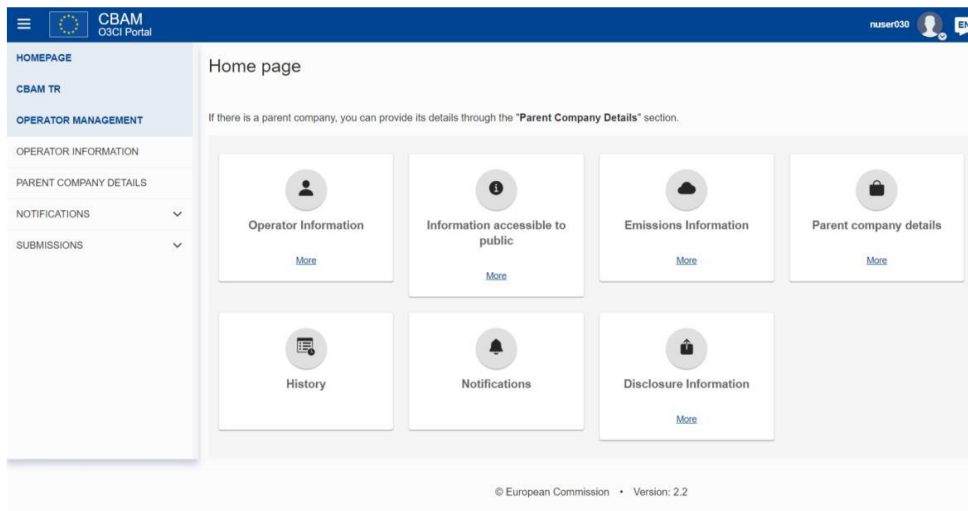 CBAM
O3CI Portal
nuser030
EN
HOMEPAGE
CBAM TR
OPERATOR MANAGEMENT
OPERATOR INFORMATION
PARENT COMPANY DETAILS
NOTIFICATIONS
SUBMISSIONS
Home page
If there is a parent company, you can provide its details through the "Parent Company Details" section.
Operator Information
More
Information accessible to
public
More
Emissions Information
More
Parent company details
More
History
Notifications
Disclosure Information
More
© European Commission • Version: 2.2